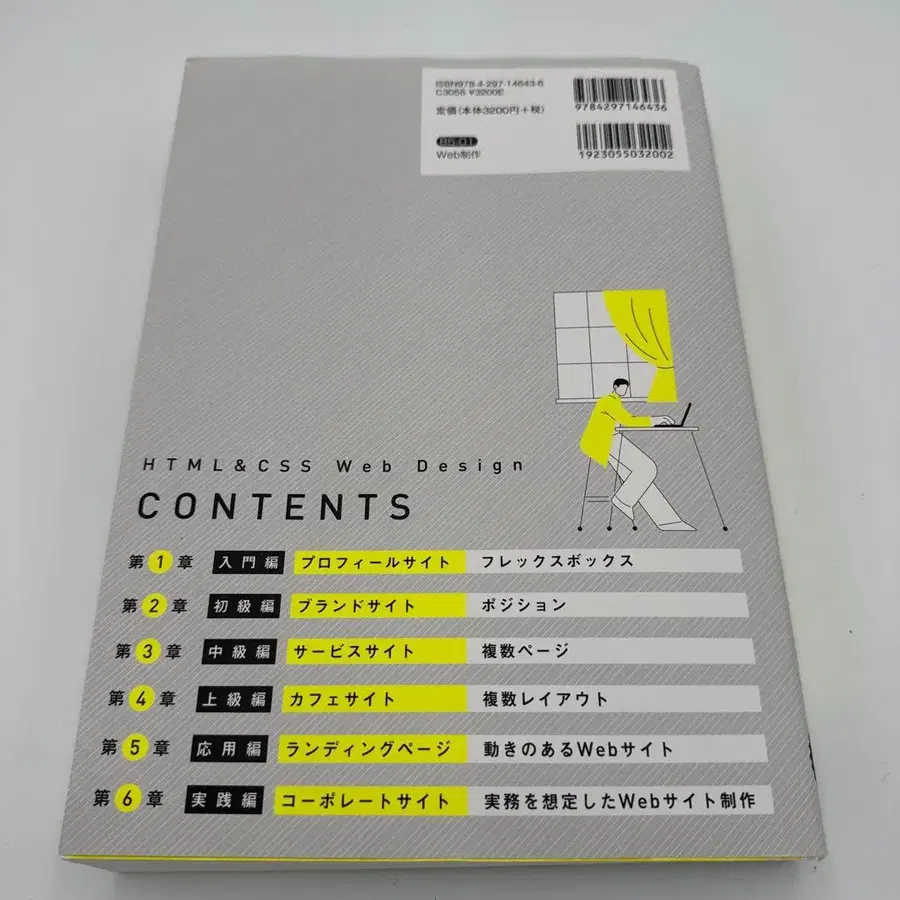 ISBN978-4-297-14643-6
C3055 ¥3200E
定価(本体3200円+税)
BS-01
Web制作
9784297146436
1923055032002
HTML&CSS Web Design
CONTENTS
第1章 入門編 プロフィールサイト フレックスボックス
第2章 初級編 ブランドサイト ポジション
第3章 中級編 サービスサイト 複数ページ
第4章 上級編 カフェサイト 複数レイアウト
第5章 応用編 ランディングページ 動きのあるWebサイト
第6章 実践編 コーポレートサイト 実務を想定したWebサイト制作